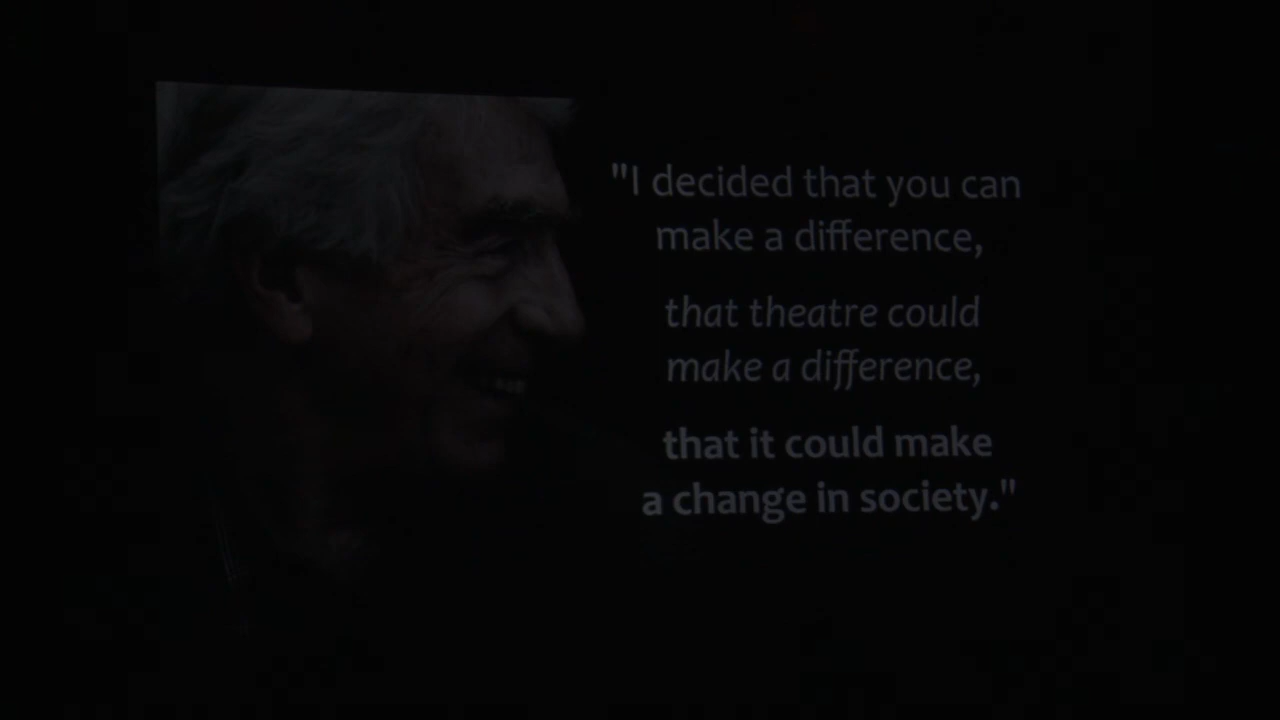 "I decided that you can
make a difference,
that theatre could
make a difference,
that it could make
a change in society."